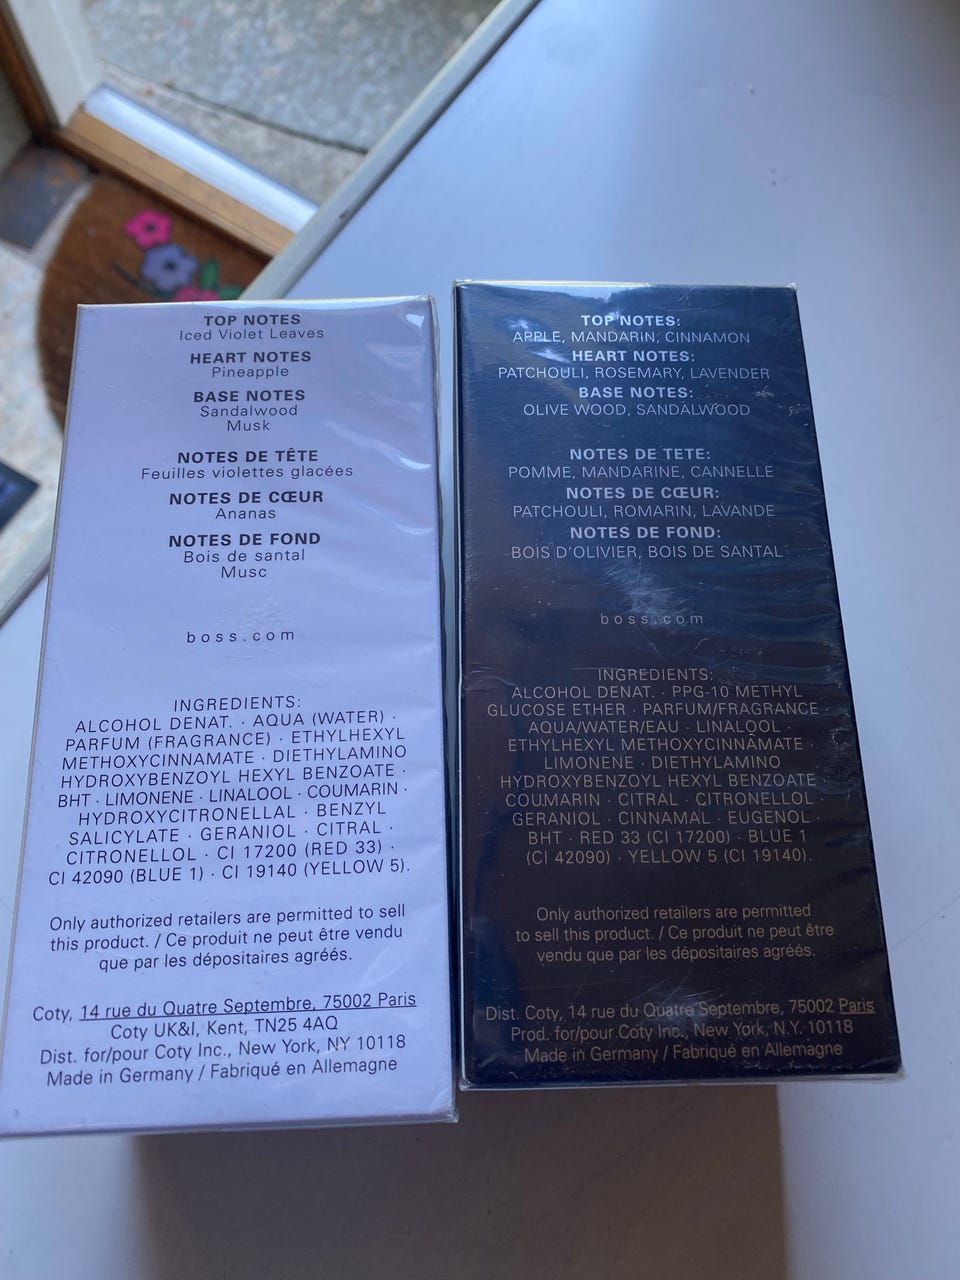 TOP NOTES
Iced Violet Leaves
HEART NOTES
Pineapple
BASE NOTES
Sandalwood
Musk
NOTES DE TÊTE
Feuilles violettes glacées
NOTES DE CŒUR
Ananas
NOTES DE FOND
Bois de santal
Musc
boss.com
INGREDIENTS:
ALCOHOL DENAT. · AQUA (WATER) ·
PARFUM (FRAGRANCE) · ETHYLHEXYL
METHOXYCINNAMATE · DIETHYLAMINO
HYDROXYBENZOYL HEXYL BENZOATE ·
BHT · LIMONENE · LINALOOL · COUMARIN ·
HYDROXYCITRONELLAL · BENZYL
SALICYLATE · GERANIOL · CITRAL ·
CITRONELLOL · CI 17200 (RED 33) ·
CI 42090 (BLUE 1) · CI 19140 (YELLOW 5).
Only authorized retailers are permitted to sell
this product. / Ce produit ne peut être vendu
que par les dépositaires agréés.
Coty, 14 rue du Quatre Septembre, 75002 Paris
Coty UK&I, Kent, TN25 4AQ
Dist. for/pour Coty Inc., New York, NY 10118
Made in Germany / Fabriqué en Allemagne
TOP NOTES:
APPLE, MANDARIN, CINNAMON
HEART NOTES:
PATCHOULI, ROSEMARY, LAVENDER
BASE NOTES:
OLIVE WOOD, SANDALWOOD
NOTES DE TETE:
POMME, MANDARINE, CANNELLE
NOTES DE CŒUR:
PATCHOULI, ROMARIN, LAVANDE
NOTES DE FOND:
BOIS D'OLIVIER, BOIS DE SANTAL
boss.com
INGREDIENTS:
ALCOHOL DENAT. · PPG-10 METHYL
GLUCOSE ETHER · PARFUM/FRAGRANCE ·
AQUA/WATER/EAU · LINALOOL ·
ETHYLHEXYL METHOXYCINNAMATE ·
LIMONENE · DIETHYLAMINO
HYDROXYBENZOYL HEXYL BENZOATE ·
COUMARIN · CITRAL · CITRONELLOL ·
GERANIOL · CINNAMAL · EUGENOL ·
BHT · RED 33 (CI 17200) · BLUE 1
(CI 42090) · YELLOW 5 (CI 19140).
Only authorized retailers are permitted
to sell this product. / Ce produit ne peut être
vendu que par les dépositaires agréés.
Dist. Coty, 14 rue du Quatre Septembre, 75002 Paris
Prod. for/pour Coty Inc., New York, N.Y. 10118
Made in Germany / Fabriqué en Allemagne